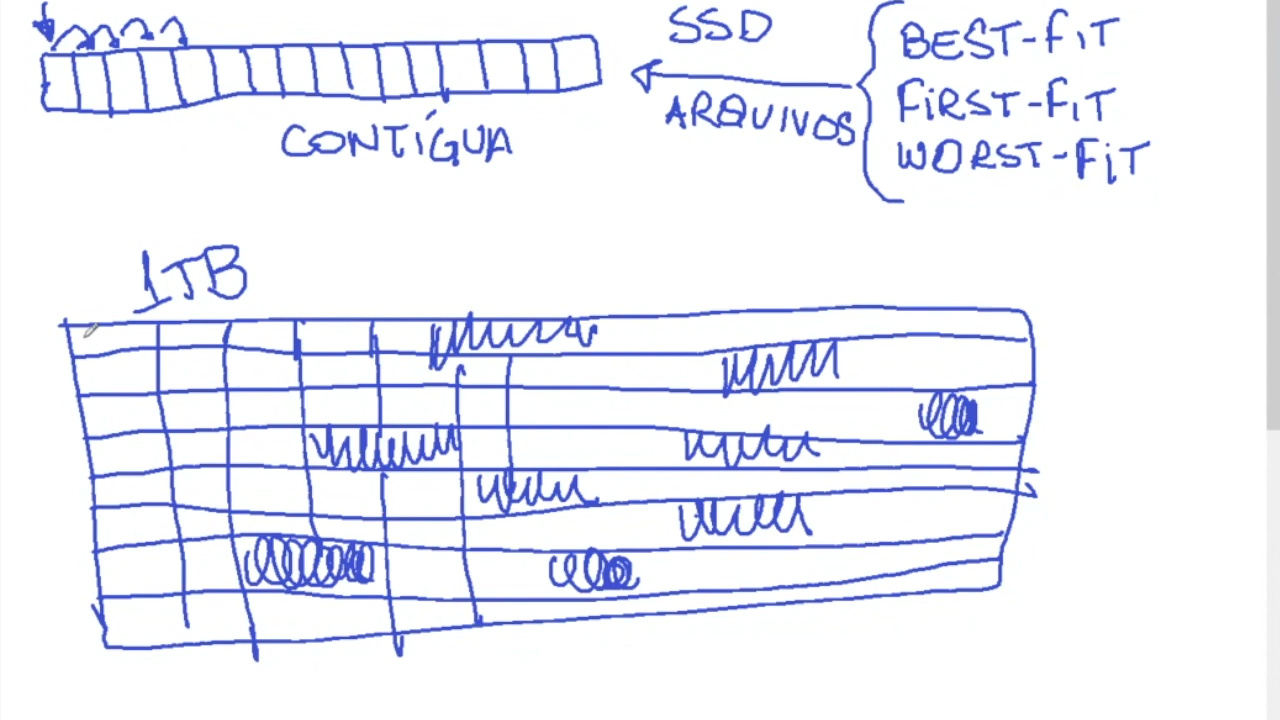 SSD
ARQUIVOS
BEST-FiT
FiRST-FiT
WORST-FiT
CONTÍGUA
1TB